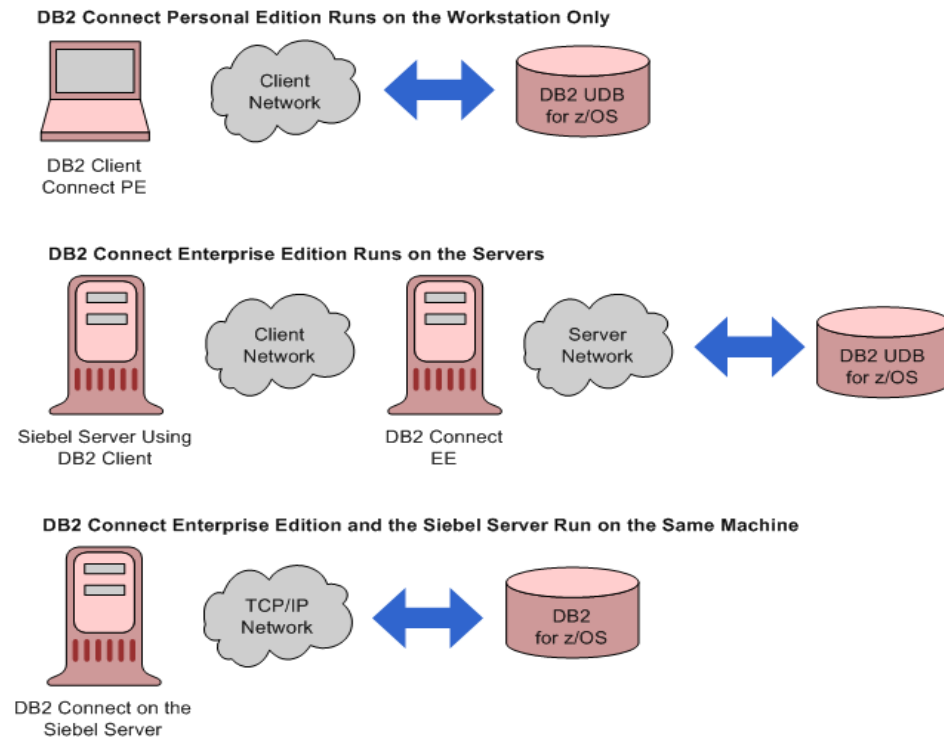 DB2 Connect Personal Edition Runs on the Workstation Only
Client
Network
DB2 UDB
for z/OS
DB2 Client
Connect PE
DB2 Connect Enterprise Edition Runs on the Servers
Client
Network
Server
Network
DB2 UDB
for z/OS
Siebel Server Using
DB2 Client
DB2 Connect
EE
DB2 Connect Enterprise Edition and the Siebel Server Run on the Same Machine
TCP/IP
Network
DB2
for z/OS
DB2 Connect on the
Siebel Server